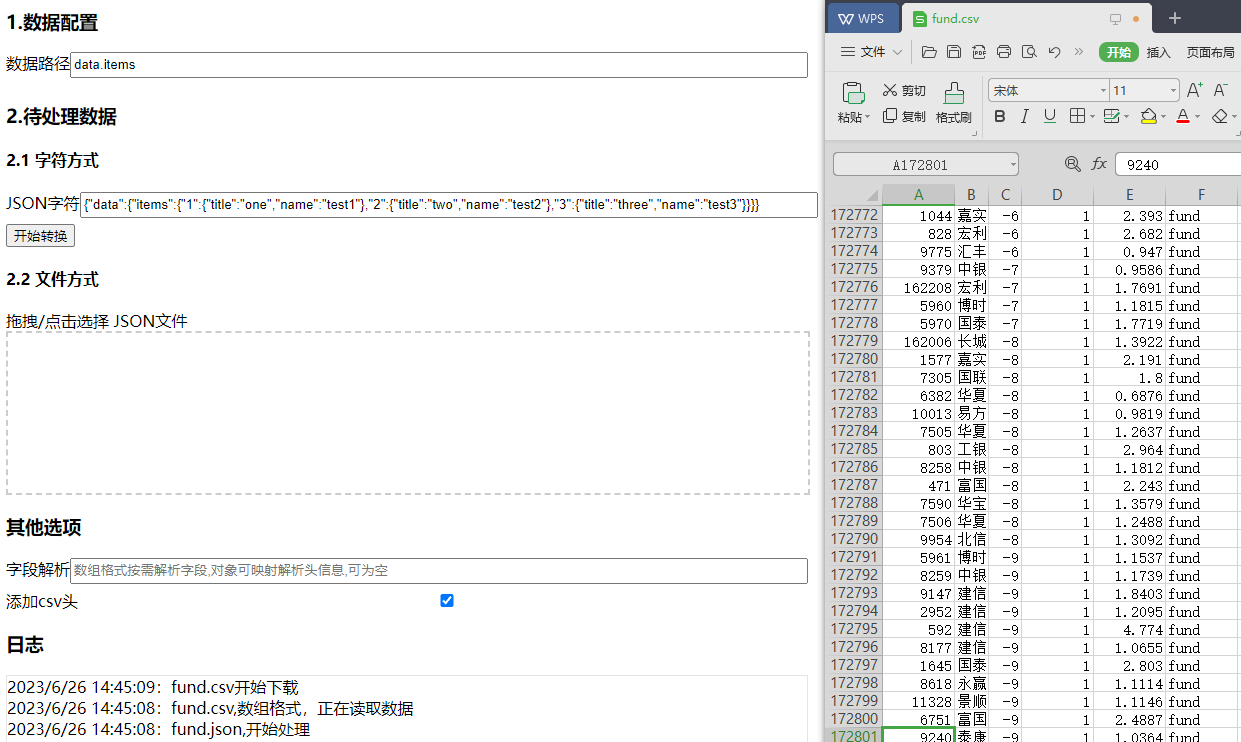 1.数据配置
数据路径 data.items
2.待处理数据
2.1 字符方式
JSON字符 {"data":{"items":{"1":{"title":"one","name":"test1"},"2":{"title":"two","name":"test2"},"3":{"title":"three","name":"test3"}}}}
开始转换
2.2 文件方式
拖拽/点击选择 JSON文件
其他选项
字段解析 数组格式按需解析字段,对象可映射解析头信息,可为空
添加csv头
日志
2023/6/26 14:45:09：fund.csv开始下载
2023/6/26 14:45:08：fund.csv,数组格式，正在读取数据
2023/6/26 14:45:08：fund.json,开始处理
WPS fund.csv
文件 开始 插入 页面布局
粘贴 剪切 复制 格式刷 宋体 11
B I U A A+ A-
A172801 fx 9240
A B C D E F
172772 1044 嘉实 -6 1 2.393 fund
172773 828 宏利 -6 1 2.682 fund
172774 9775 汇丰 -6 1 0.947 fund
172775 9379 中银 -7 1 0.9586 fund
172776 162208 宏利 -7 1 1.7691 fund
172777 5960 博时 -7 1 1.1815 fund
172778 5970 国泰 -7 1 1.7719 fund
172779 162006 长城 -8 1 1.3922 fund
172780 1577 嘉实 -8 1 2.191 fund
172781 7305 国联 -8 1 1.8 fund
172782 6382 华夏 -8 1 0.6876 fund
172783 10013 易方 -8 1 0.9819 fund
172784 7505 华夏 -8 1 1.2637 fund
172785 803 工银 -8 1 2.964 fund
172786 8258 中银 -8 1 1.1812 fund
172787 471 富国 -8 1 2.243 fund
172788 7590 华宝 -8 1 1.3579 fund
172789 7506 华夏 -8 1 1.2488 fund
172790 9954 北信 -8 1 1.3092 fund
172791 5961 博时 -9 1 1.1537 fund
172792 8259 中银 -9 1 1.1739 fund
172793 9147 建信 -9 1 1.8403 fund
172794 2952 建信 -9 1 1.2095 fund
172795 592 建信 -9 1 4.774 fund
172796 8177 建信 -9 1 1.0655 fund
172797 1645 国泰 -9 1 2.803 fund
172798 8618 永赢 -9 1 1.1114 fund
172799 11328 景顺 -9 1 1.1146 fund
172800 6751 富国 -9 1 2.4887 fund
172801 9240 泰康 -9 1 1.0364 fund